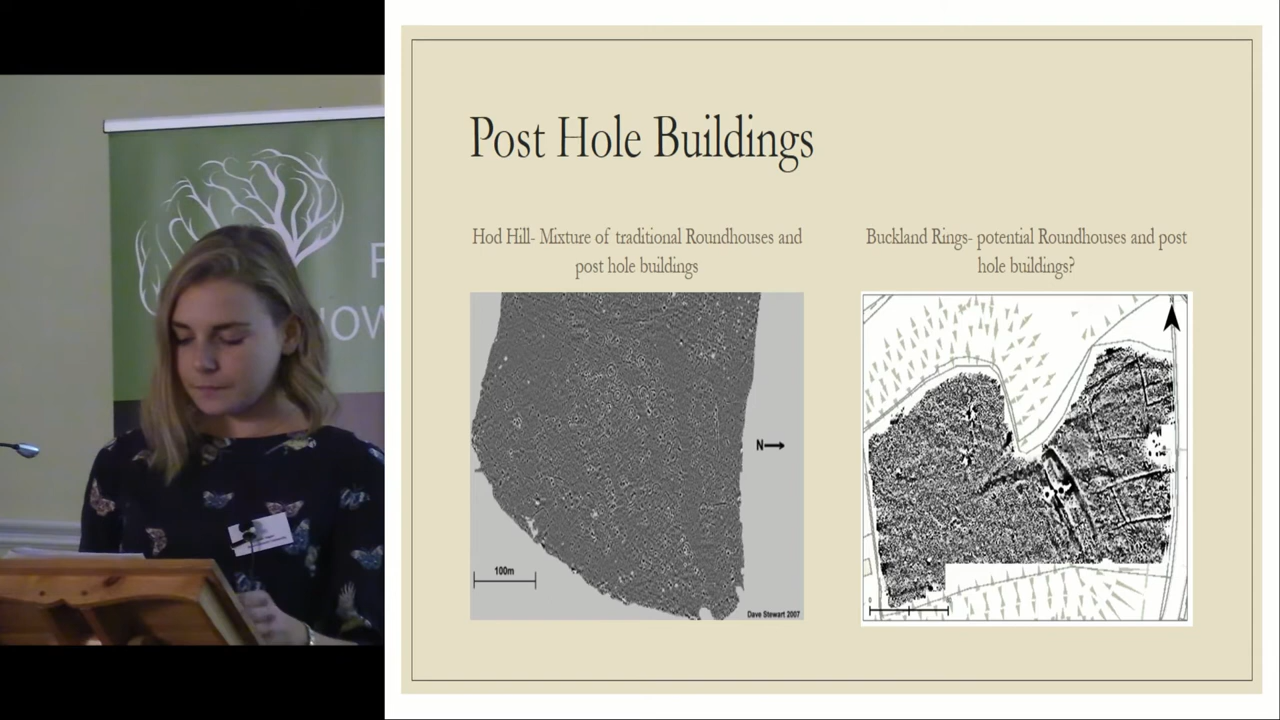 Post Hole Buildings
Hod Hill- Mixture of traditional Roundhouses and
post hole buildings
Buckland Rings- potential Roundhouses and post
hole buildings?
N
100m
Dave Stewart 2007